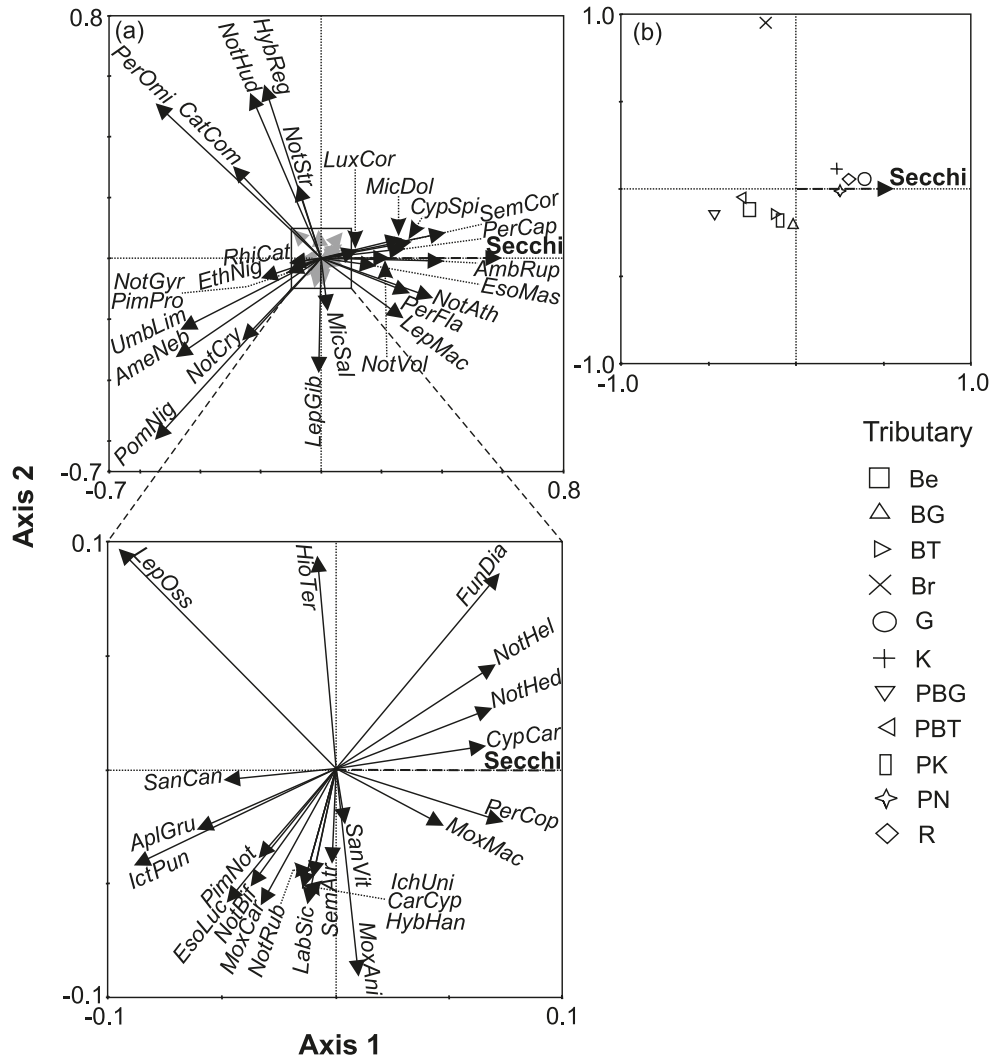 0.8
(a)
HybReg
NotHud
PerOmi
CatCom
NotStr
LuxCor
MicDol
CypSpi
SemCor
PerCap
Secchi
RhiCat
AmbRup
NotGyr
EthNig
EsoMas
PimPro
NotAth
PerFla
UmbLim
LepMac
AmeNeb
NotCry
MicSal
NotVol
LepGib
PomNig
-0.7
-0.7
0.8
Axis 2
1.0
(b)
Secchi
-1.0
-1.0
1.0
Tributary
Be
BG
BT
Br
G
K
PBG
PBT
PK
PN
R
0.1
LepOss
HioTer
FunDia
NotHel
NotHed
CypCar
Secchi
SanCan
PerCop
AplGru
MoxMac
IctPun
SanVit
PimNot
NotBif
EsoLuc
MoxCar
NotRub
LabSic
SemAtr
IchUni
CarCyp
HybHan
MoxAni
-0.1
-0.1
0.1
Axis 1